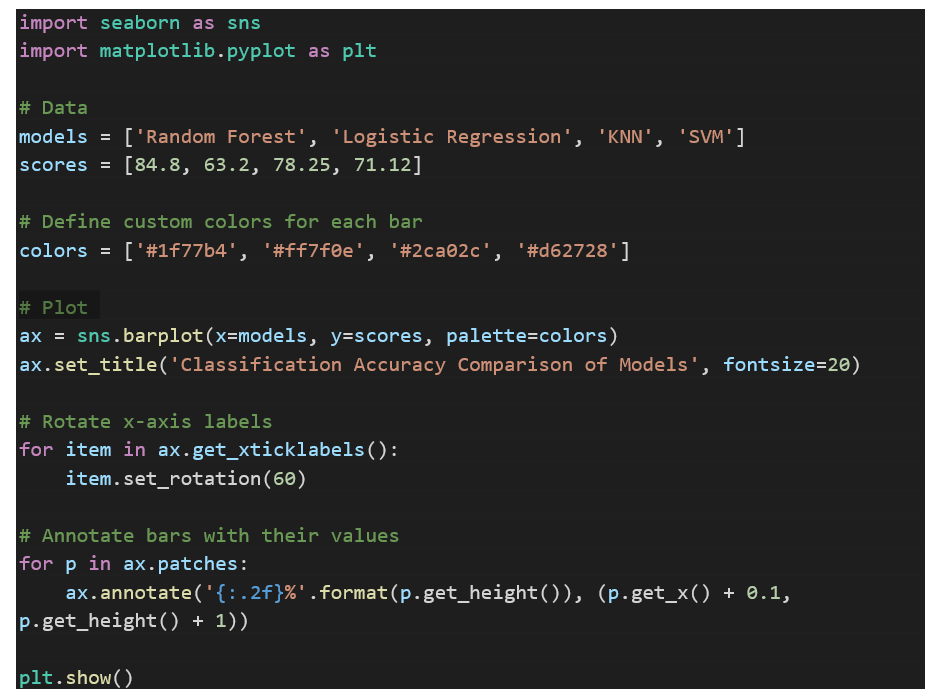 import seaborn as sns
import matplotlib.pyplot as plt
# Data
models = ['Random Forest', 'Logistic Regression', 'KNN', 'SVM']
scores = [84.8, 63.2, 78.25, 71.12]
# Define custom colors for each bar
colors = ['#1f77b4', '#ff7f0e', '#2ca02c', '#d62728']
# Plot
ax = sns.barplot(x=models, y=scores, palette=colors)
ax.set_title('Classification Accuracy Comparison of Models', fontsize=20)
# Rotate x-axis labels
for item in ax.get_xticklabels():
    item.set_rotation(60)
# Annotate bars with their values
for p in ax.patches:
    ax.annotate('{:.2f}%'.format(p.get_height()), (p.get_x() + 0.1,
p.get_height() + 1))
plt.show()